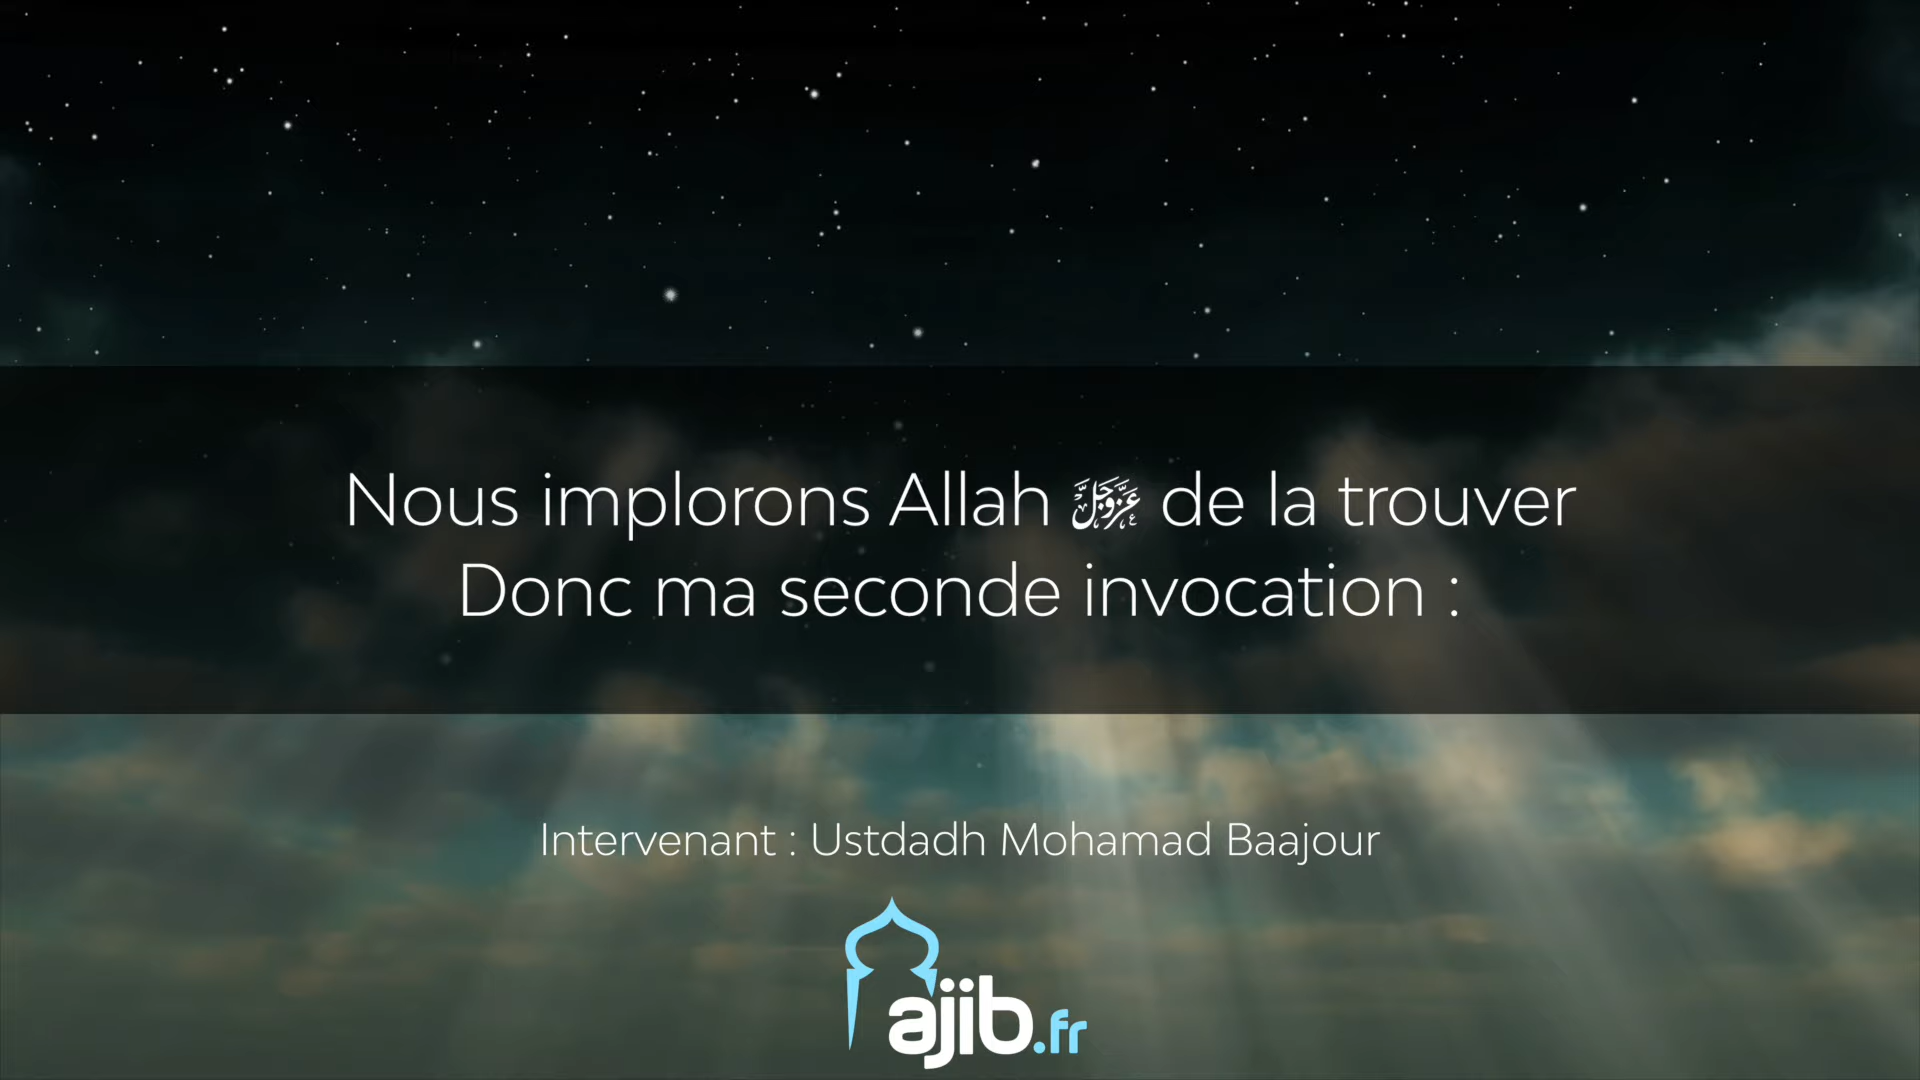 Nous implorons Allah عَزَّوَجَلَّ de la trouver
Donc ma seconde invocation :
Intervenant : Ustdadh Mohamad Baajour
ajib.fr